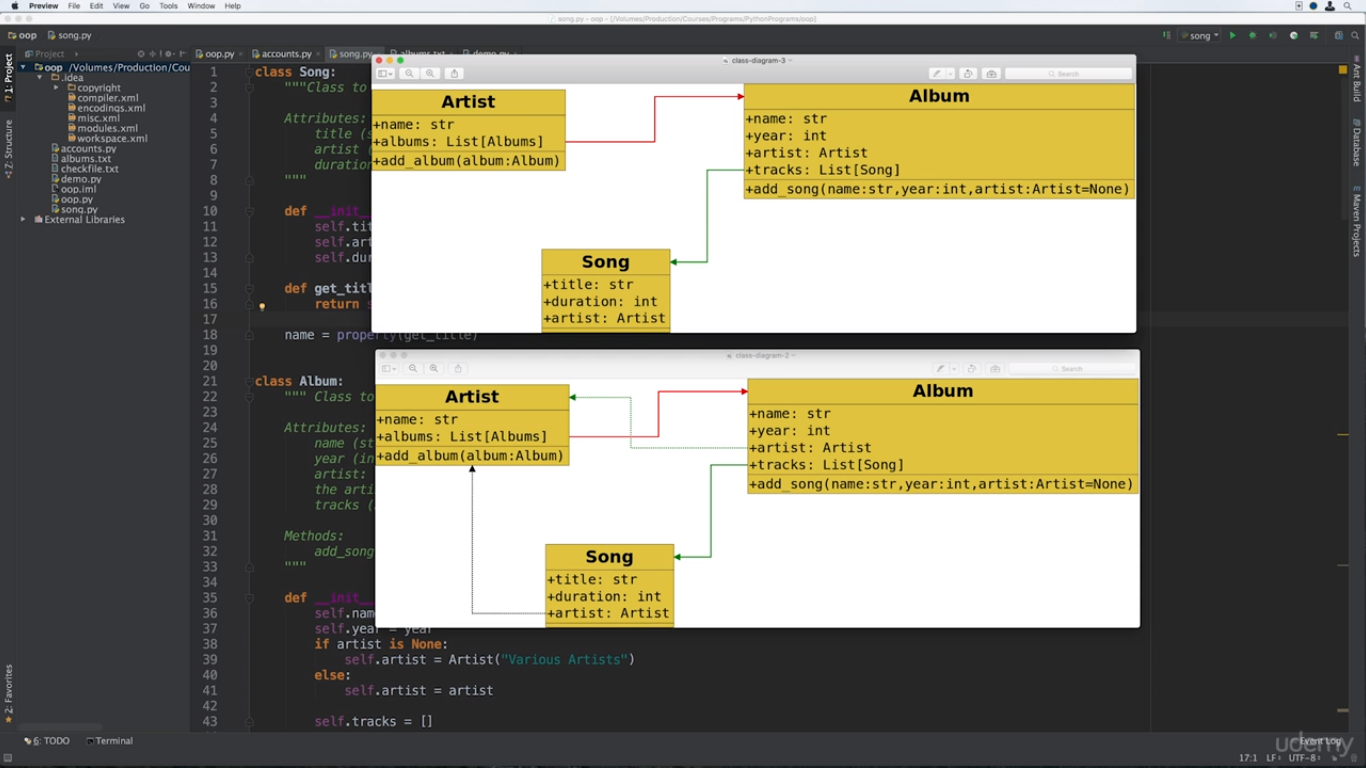 Preview File Edit View Go Tools Window Help
song.py - oop - [/Volumes/Production/Courses/Programs/PythonPrograms/oop]
oop song.py
song
Project
oop.py accounts.py song.py albums.txt demo.py
1: Project
Z: Structure
2: Favorites
oop /Volumes/Production/Cou
.idea
copyright
compiler.xml
encodings.xml
misc.xml
modules.xml
workspace.xml
accounts.py
albums.txt
checkfile.txt
demo.py
oop.iml
oop.py
song.py
External Libraries
1 class Song:
2 """Class to
3
4 Attributes:
5 title (s
6 artist (
7 duration
8 """
9
10 def __init_
11 self.tit
12 self.art
13 self.dur
14
15 def get_titl
16 return s
17
18 name = property(get_title)
19
20
21 class Album:
22 """ Class to
23
24 Attributes:
25 name (st
26 year (in
27 artist:
28 the arti
29 tracks (
30
31 Methods:
32 add_song
33 """
34
35 def __init_
36 self.nam
37 self.year = year
38 if artist is None:
39 self.artist = Artist("Various Artists")
40 else:
41 self.artist = artist
42
43 self.tracks = []
class-diagram-3
Search
Artist
+name: str
+albums: List[Albums]
+add_album(album:Album)
Album
+name: str
+year: int
+artist: Artist
+tracks: List[Song]
+add_song(name:str,year:int,artist:Artist=None)
Song
+title: str
+duration: int
+artist: Artist
class-diagram-2
Search
Artist
+name: str
+albums: List[Albums]
+add_album(album:Album)
Album
+name: str
+year: int
+artist: Artist
+tracks: List[Song]
+add_song(name:str,year:int,artist:Artist=None)
Song
+title: str
+duration: int
+artist: Artist
Ant Build
Database
Maven Projects
6: TODO Terminal
Event Log
udemy
17:1 LF UTF-8